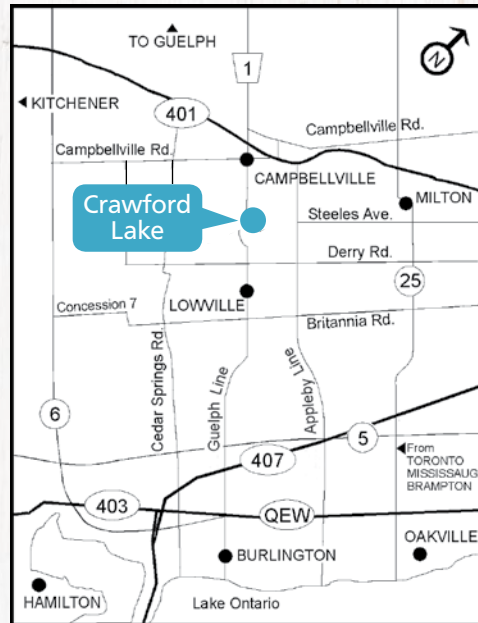 TO GUELPH
1
N
KITCHENER
401
Campbellville Rd.
Campbellville Rd.
CAMPBELLVILLE
Crawford
Lake
MILTON
Steeles Ave.
Derry Rd.
25
LOWVILLE
Concession 7
Britannia Rd.
Cedar Springs Rd.
Guelph Line
Appleby Line
6
5
407
From
TORONTO
MISSISSAUG
BRAMPTON
403
QEW
BURLINGTON
OAKVILLE
HAMILTON
Lake Ontario